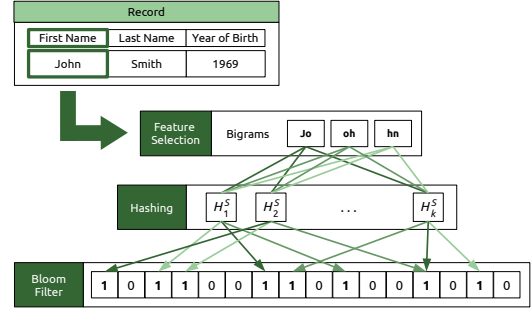 Record
First Name Last Name Year of Birth
John Smith 1969
Feature
Selection
Bigrams Jo oh hn
Hashing
H₁ˢ H₂ˢ ... Hₖˢ
Bloom
Filter
1 0 1 1 0 0 1 1 0 1 0 0 1 0 1 0